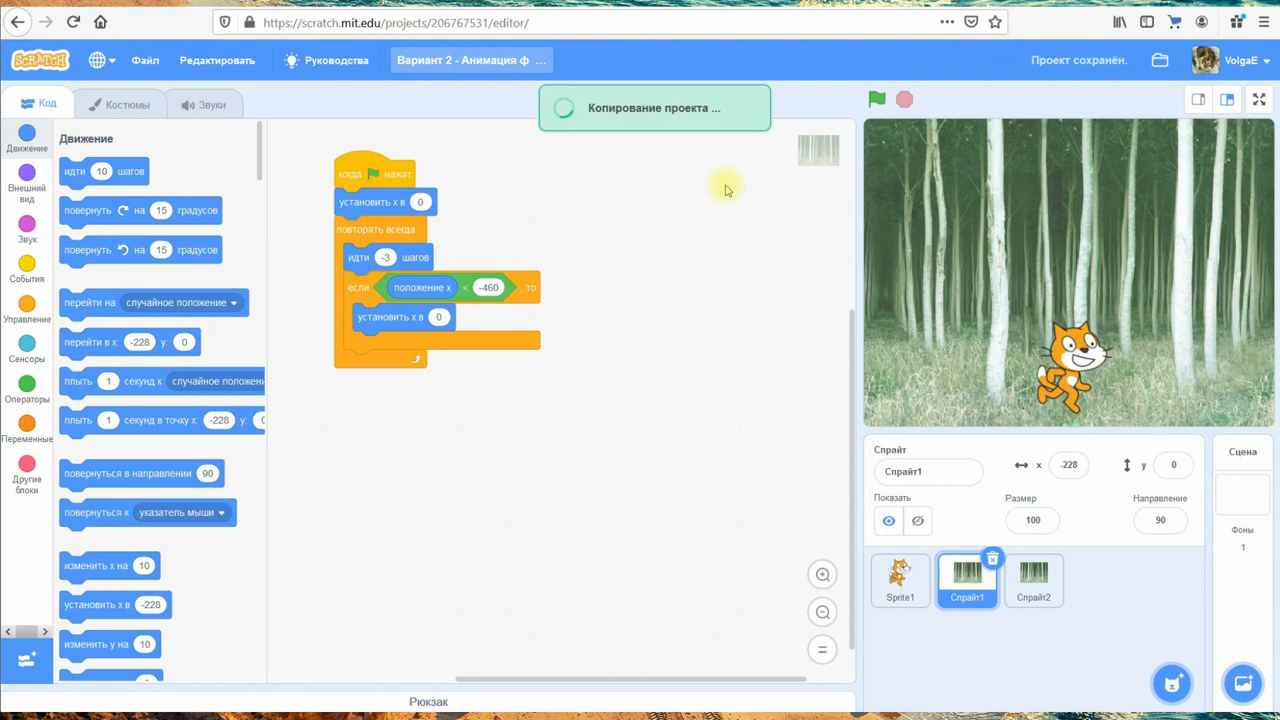 https://scratch.mit.edu/projects/206767531/editor/
SCRATCH
Файл
Редактировать
Руководства
Вариант 2 - Анимация ф ...
Проект сохранён.
VolgaE
Код
Костюмы
Звуки
Копирование проекта ...
Движение
Внешний вид
Звук
События
Управление
Сенсоры
Операторы
Переменные
Другие блоки
Движение
идти 10 шагов
повернуть на 15 градусов
повернуть на 15 градусов
перейти на случайное положение
перейти в x: -228 y: 0
плыть 1 секунд к случайное положени
плыть 1 секунд в точку x: -228 y:
повернуться в направлении 90
повернуться к указатель мыши
изменить x на 10
установить x в -228
изменить y на 10
когда нажат
установить x в 0
повторять всегда
идти -3 шагов
если положение x < -460 , то
установить x в 0
Рюкзак
Спрайт
Спрайт1
x -228
y 0
Показать
Размер
100
Направление
90
Sprite1
Спрайт1
Спрайт2
Сцена
Фоны
1